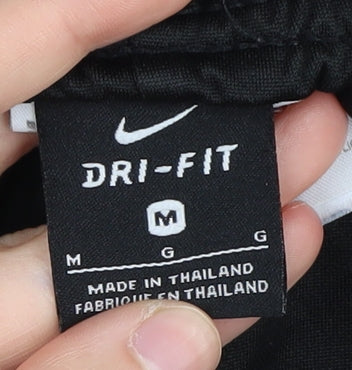 DRI-FIT
M
M G G
MADE IN THAILAND
FABRIQUE EN THAILAND